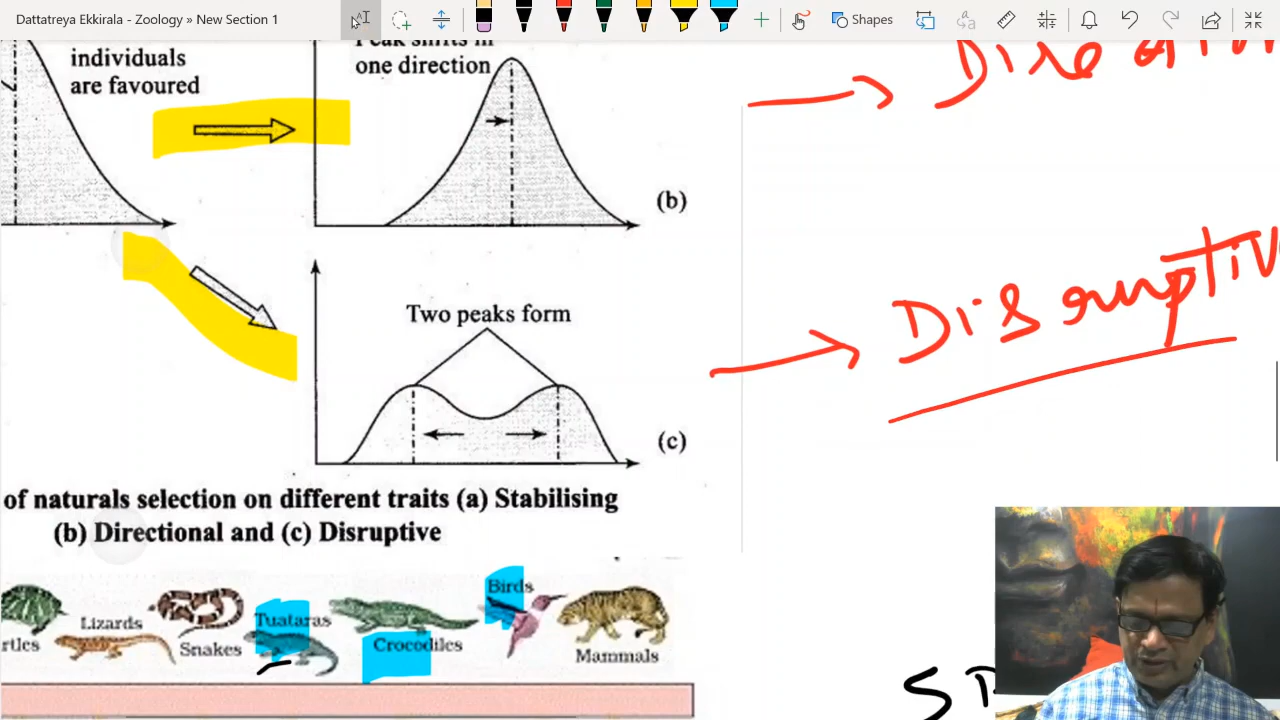 Dattatreya Ekkirala - Zoology » New Section 1
Shapes
individuals
are favoured
Peak shifts in
one direction
(b)
Two peaks form
(c)
of naturals selection on different traits (a) Stabilising
(b) Directional and (c) Disruptive
rtles
Lizards
Snakes
Tuataras
Crocodiles
Birds
Mammals
Disruptiv